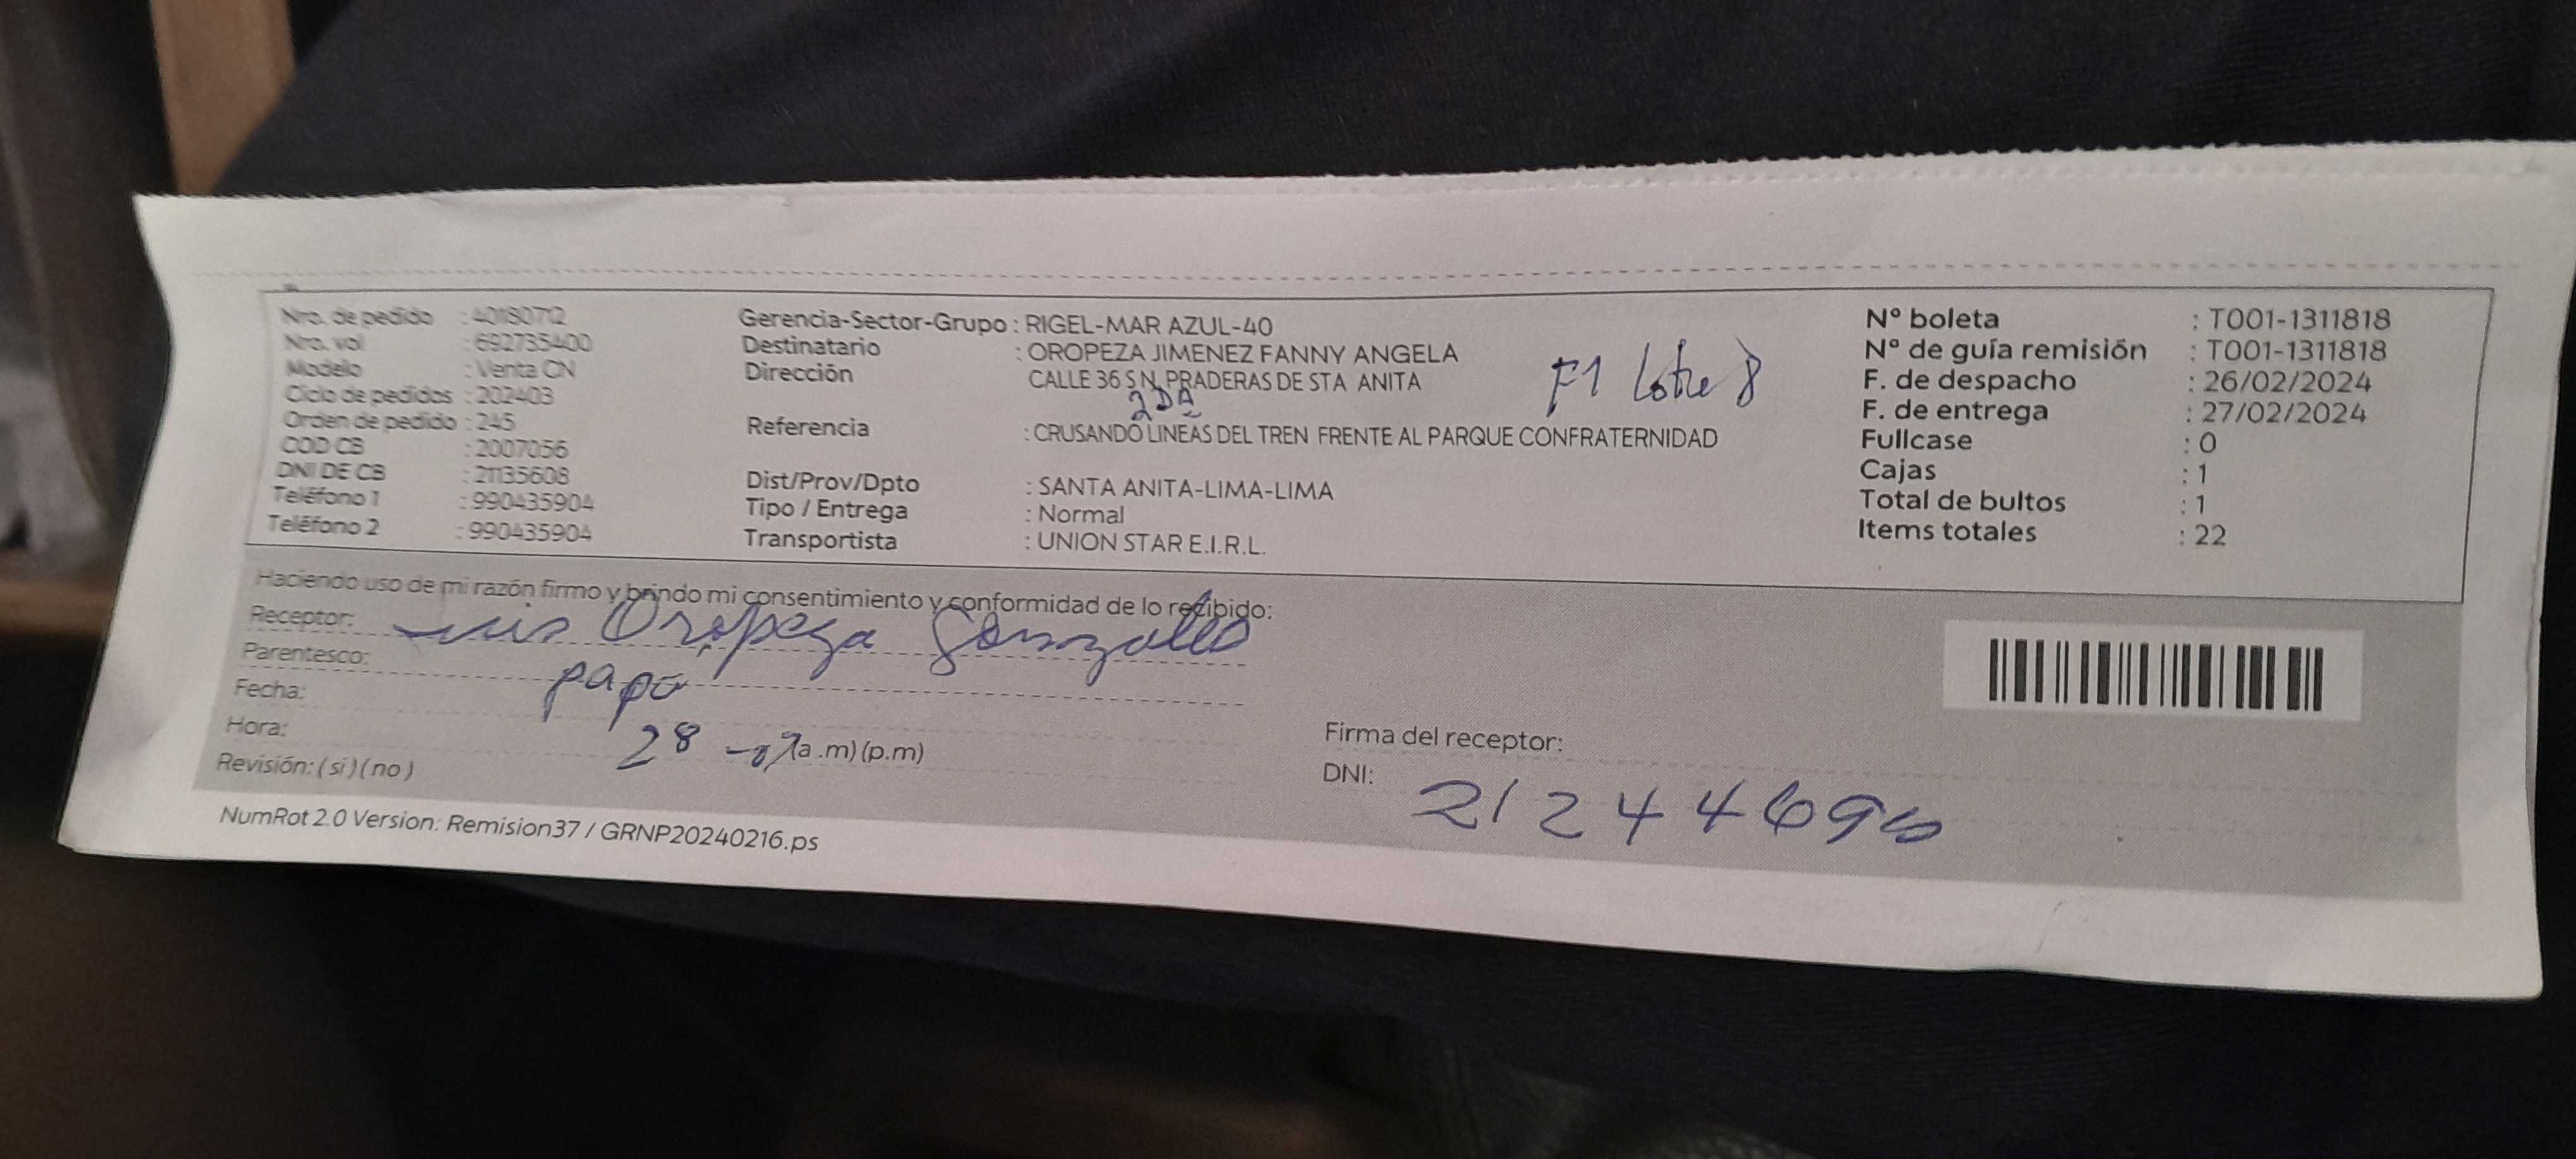 Nro. de pedido : 40180712
Nro. vol : 692735400
Modelo : Venta CN
Ciclo de pedidos : 202403
Orden de pedido : 245
COD CB : 2007056
DNI DE CB : 21135608
Teléfono 1 : 990435904
Teléfono 2 : 990435904
Gerencia-Sector-Grupo : RIGEL-MAR AZUL-40
Destinatario : OROPEZA JIMENEZ FANNY ANGELA
Dirección CALLE 36 S N, PRADERAS DE STA ANITA
2DA
F1 Lote 8
Referencia : CRUSANDO LINEAS DEL TREN FRENTE AL PARQUE CONFRATERNIDAD
Dist/Prov/Dpto : SANTA ANITA-LIMA-LIMA
Tipo / Entrega : Normal
Transportista : UNION STAR E.I.R.L.
N° boleta : T001-1311818
N° de guía remisión : T001-1311818
F. de despacho : 26/02/2024
F. de entrega : 27/02/2024
Fullcase : 0
Cajas : 1
Total de bultos : 1
Items totales : 22
Haciendo uso de mi razón firmo y brindo mi consentimiento y conformidad de lo recibido:
Receptor: Luis Oropeza Gonzales
Parentesco: papa
Fecha:
Hora: 28 (a.m) (p.m)
Revisión: (si) (no)
Firma del receptor:
DNI: 2124469
NumRot 2.0 Version: Remision37 / GRNP20240216.ps